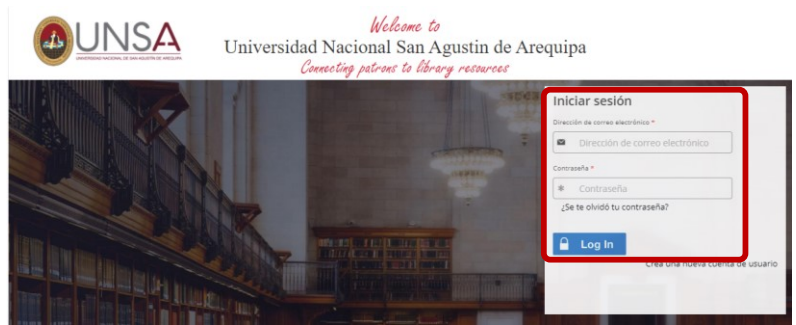 UNSA
UNIVERSIDAD NACIONAL DE SAN AGUSTÍN DE AREQUIPA
Welcome to
Universidad Nacional San Agustin de Arequipa
Connecting patrons to library resources
Iniciar sesión
Dirección de correo electrónico *
Dirección de correo electrónico
Contraseña *
Contraseña
¿Se te olvidó tu contraseña?
Log In
Crea una nueva cuenta de usuario